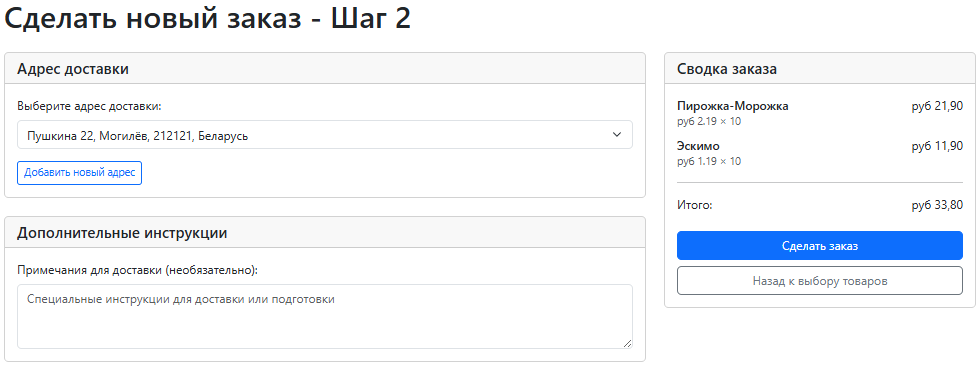 Сделать новый заказ - Шаг 2
Адрес доставки
Выберите адрес доставки:
Пушкина 22, Могилёв, 212121, Беларусь
Добавить новый адрес
Дополнительные инструкции
Примечания для доставки (необязательно):
Специальные инструкции для доставки или подготовки
Сводка заказа
Пирожка-Морожка руб 21,90
руб 2.19 × 10
Эскимо руб 11,90
руб 1.19 × 10
Итого: руб 33,80
Сделать заказ
Назад к выбору товаров